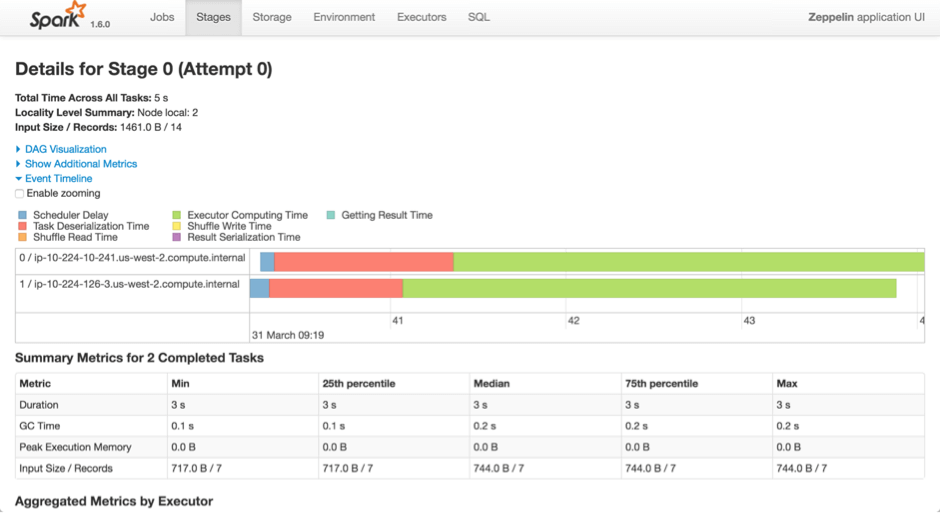 Spark 1.6.0 Jobs Stages Storage Environment Executors SQL Zeppelin application UI
Details for Stage 0 (Attempt 0)
Total Time Across All Tasks: 5 s
Locality Level Summary: Node local: 2
Input Size / Records: 1461.0 B / 14
DAG Visualization
Show Additional Metrics
Event Timeline
Enable zooming
Scheduler Delay Executor Computing Time Getting Result Time
Task Deserialization Time Shuffle Write Time
Shuffle Read Time Result Serialization Time
0 / ip-10-224-10-241.us-west-2.compute.internal
1 / ip-10-224-126-3.us-west-2.compute.internal
41 42 43 4
31 March 09:19
Summary Metrics for 2 Completed Tasks
Metric Min 25th percentile Median 75th percentile Max
Duration 3 s 3 s 3 s 3 s 3 s
GC Time 0.1 s 0.1 s 0.2 s 0.2 s 0.2 s
Peak Execution Memory 0.0 B 0.0 B 0.0 B 0.0 B 0.0 B
Input Size / Records 717.0 B / 7 717.0 B / 7 744.0 B / 7 744.0 B / 7 744.0 B / 7
Aggregated Metrics by Executor